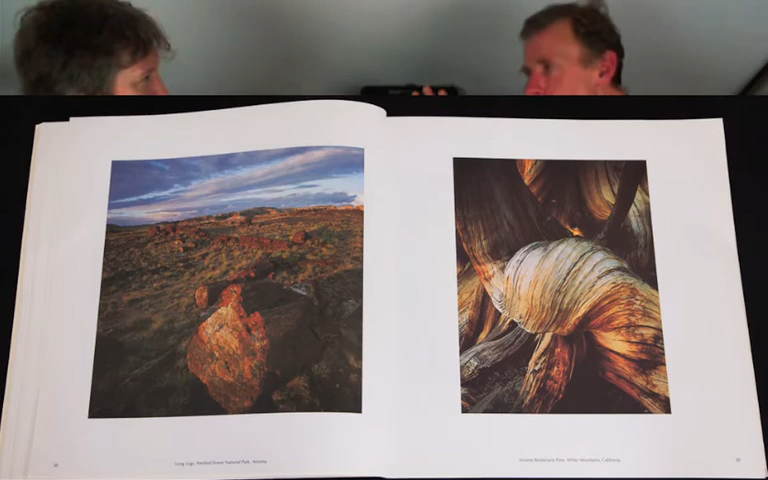 Long Logs, Petrified Forest National Park, Arizona
Ancient Bristlecone Pine, White Mountains, California